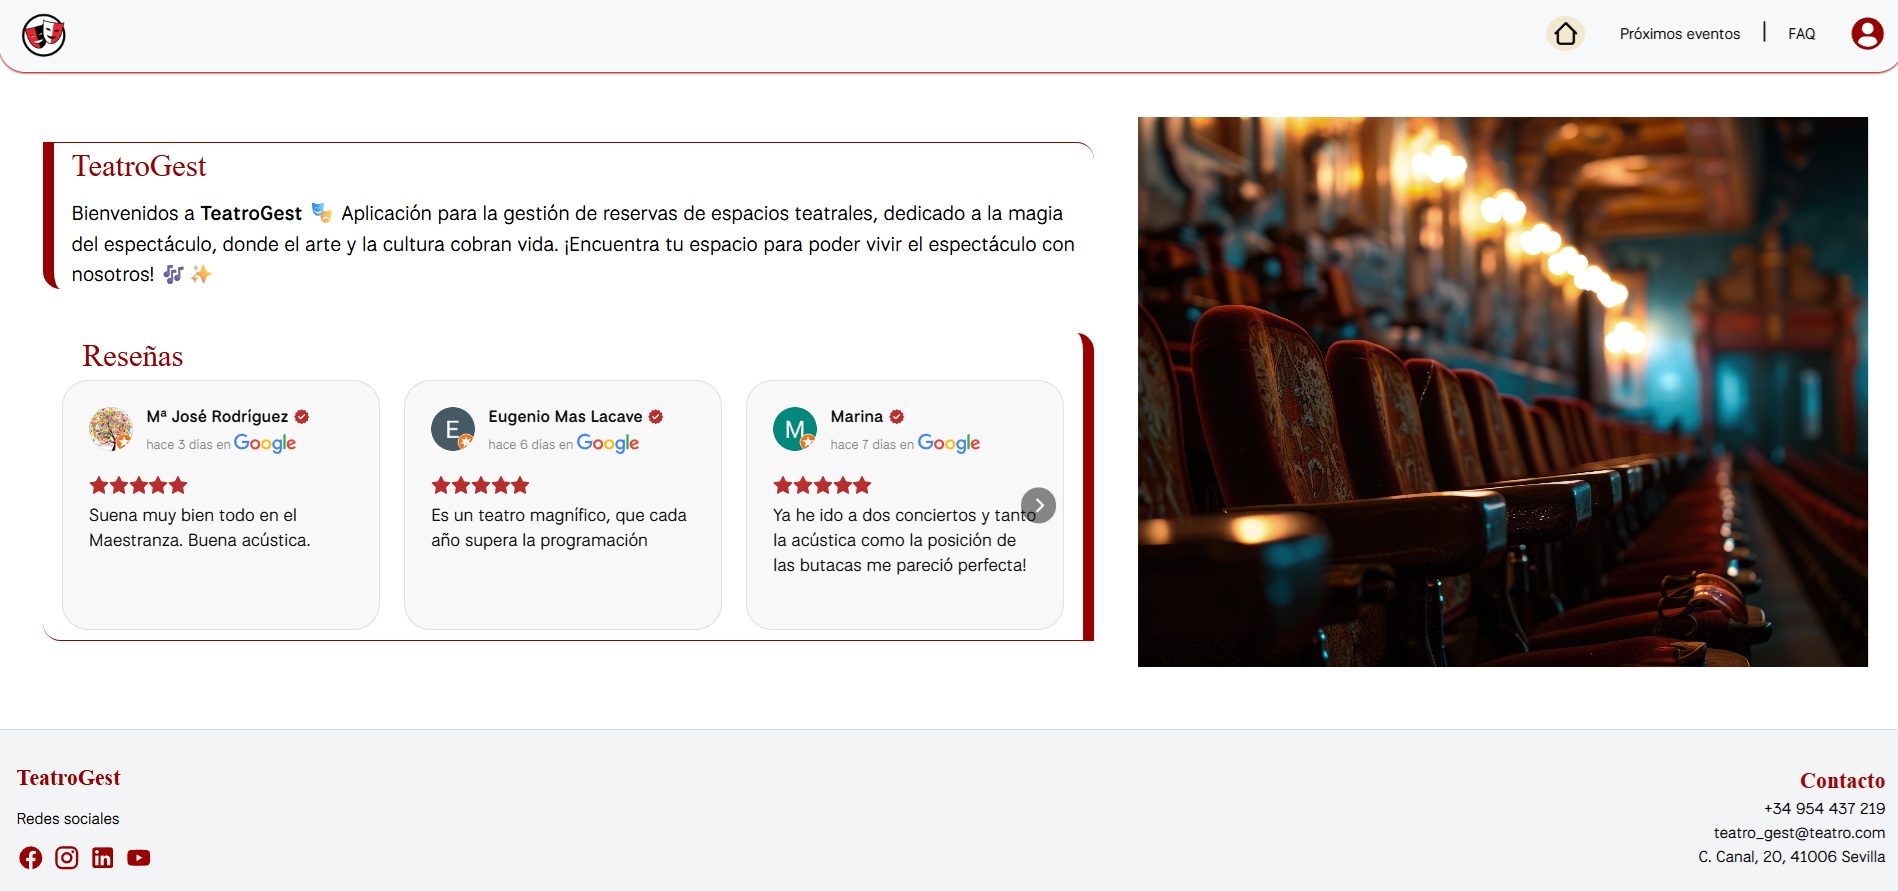 Próximos eventos | FAQ
TeatroGest
Bienvenidos a TeatroGest 🎭 Aplicación para la gestión de reservas de espacios teatrales, dedicado a la magia
del espectáculo, donde el arte y la cultura cobran vida. ¡Encuentra tu espacio para poder vivir el espectáculo con
nosotros! 🎶 ✨
Reseñas
Mª José Rodríguez
hace 3 días en Google
Suena muy bien todo en el
Maestranza. Buena acústica.
E
Eugenio Mas Lacave
hace 6 días en Google
Es un teatro magnífico, que cada
año supera la programación
M
Marina
hace 7 días en Google
Ya he ido a dos conciertos y tanto
la acústica como la posición de
las butacas me pareció perfecta!
TeatroGest
Redes sociales
Contacto
+34 954 437 219
teatro_gest@teatro.com
C. Canal, 20, 41006 Sevilla